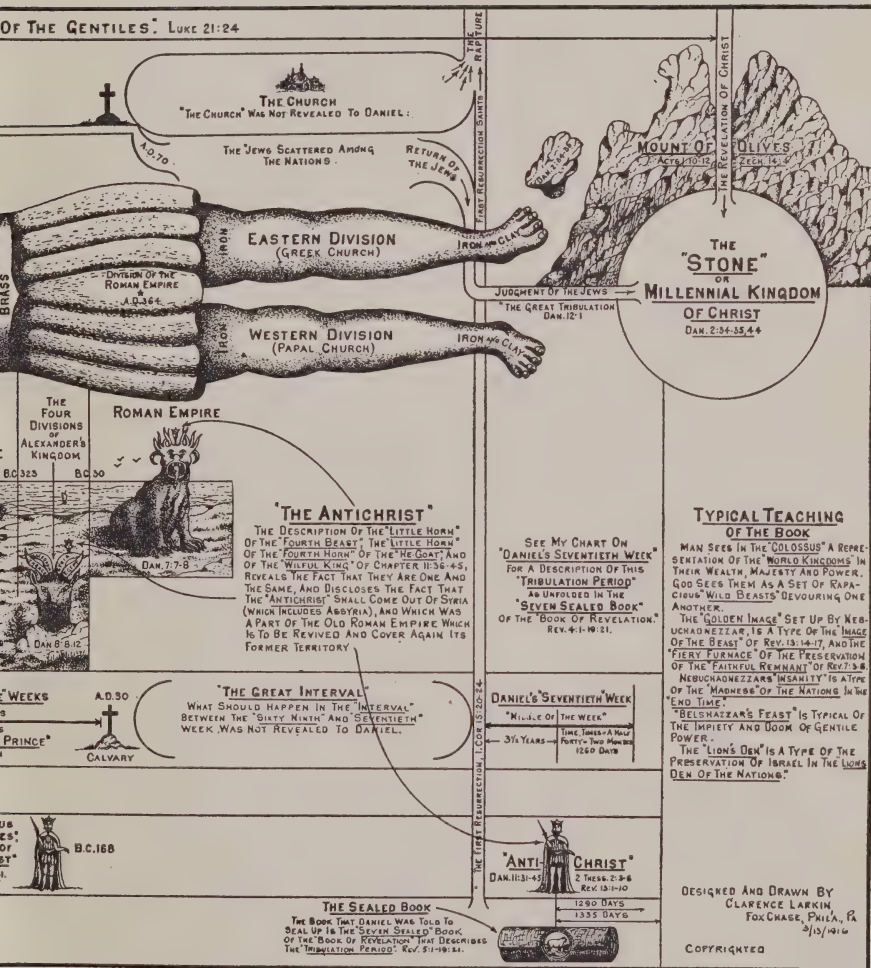 OF THE GENTILES". LUKE 21:24
THE RAPTURE
THE REVELATION OF CHRIST
THE CHURCH
"THE CHURCH" WAS NOT REVEALED TO DANIEL:
A.D.70.
THE JEWS SCATTERED AMONG
THE NATIONS.
RETURN OF
THE JEWS
FIRST RESURRECTION SAINTS
DAN. 2:34-35
MOUNT OF OLIVES
ACTS 1:10-12
ZECH. 14:4
BRASS
DIVISION OF THE
ROMAN EMPIRE
A.D.364
IRON
EASTERN DIVISION
(GREEK CHURCH)
IRON AND CLAY
THE
"STONE"
OR
MILLENNIAL KINGDOM
OF CHRIST
DAN. 2:34-35,44
JUDGMENT OF THE JEWS
"THE GREAT TRIBULATION
DAN. 12:1
IRON
WESTERN DIVISION
(PAPAL CHURCH)
IRON AND CLAY
THE
FOUR
DIVISIONS
OF
ALEXANDER'S
KINGDOM
B.C.323
B.C.30
ROMAN EMPIRE
DAN. 7:7-8
DAN 8:8,12
"THE ANTICHRIST"
THE DESCRIPTION OF THE "LITTLE HORN"
OF THE "FOURTH BEAST", THE "LITTLE HORN"
OF THE "FOURTH HORN" OF THE "HE-GOAT", AND
OF THE "WILFUL KING" OF CHAPTER 11:36-45,
REVEALS THE FACT THAT THEY ARE ONE AND
THE SAME, AND DISCLOSES THE FACT THAT
THE "ANTICHRIST" SHALL COME OUT OF SYRIA
(WHICH INCLUDES ASSYRIA), AND WHICH WAS
A PART OF THE OLD ROMAN EMPIRE WHICH
IS TO BE REVIVED AND COVER AGAIN ITS
FORMER TERRITORY
SEE MY CHART ON
"DANIEL'S SEVENTIETH WEEK"
FOR A DESCRIPTION OF THIS
"TRIBULATION PERIOD"
AS UNFOLDED IN THE
"SEVEN SEALED BOOK"
OF THE "BOOK OF REVELATION."
REV. 4:1-19:21.
TYPICAL TEACHING
OF THE BOOK
MAN SEES IN THE "COLOSSUS" A REPRE-
SENTATION OF THE "WORLD KINGDOMS" IN
THEIR WEALTH, MAJESTY AND POWER.
GOD SEES THEM AS A SET OF RAPA-
CIOUS "WILD BEASTS" DEVOURING ONE
ANOTHER.
THE "GOLDEN IMAGE" SET UP BY NEB-
UCHADNEZZAR, IS A TYPE OF THE IMAGE
OF THE BEAST" OF REV. 13:14-17, AND THE
"FIERY FURNACE" OF THE PRESERVATION
OF THE "FAITHFUL REMNANT" OF REV. 7:3-8.
NEBUCHADNEZZARS "INSANITY" IS A TYPE
OF THE "MADNESS" OF THE NATIONS IN THE
"END TIME."
"BELSHAZZAR'S FEAST" IS TYPICAL OF
THE IMPIETY AND DOOM OF GENTILE
POWER.
THE "LION'S DEN" IS A TYPE OF THE
PRESERVATION OF ISRAEL IN THE LIONS
DEN OF THE NATIONS."
WEEKS
PRINCE"
A.D.30
CALVARY
"THE GREAT INTERVAL"
WHAT SHOULD HAPPEN IN THE "INTERVAL"
BETWEEN THE "SIXTY NINTH" AND "SEVENTIETH"
WEEK, WAS NOT REVEALED TO DANIEL.
THE FIRST RESURRECTION, 1.COR 15:20-24
DANIEL'S "SEVENTIETH" WEEK
"MIDDLE OF THE WEEK"
3½ YEARS
TIME, TIMES + A HALF
FORTY-TWO MONTHS
1260 DAYS
B.C.168
"ANTI-CHRIST"
DAN. 11:31-45
2 THESS. 2:3-8
REV. 13:1-10
1290 DAYS
1335 DAYS
THE SEALED BOOK
THE BOOK THAT DANIEL WAS TOLD TO
SEAL UP IS THE "SEVEN SEALED" BOOK
OF THE "BOOK OF REVELATION" THAT DESCRIBES
THE "TRIBULATION PERIOD". REV. 5:1-19:21.
DESIGNED AND DRAWN BY
CLARENCE LARKIN
FOX CHASE, PHIL'A., PA
COPYRIGHTED